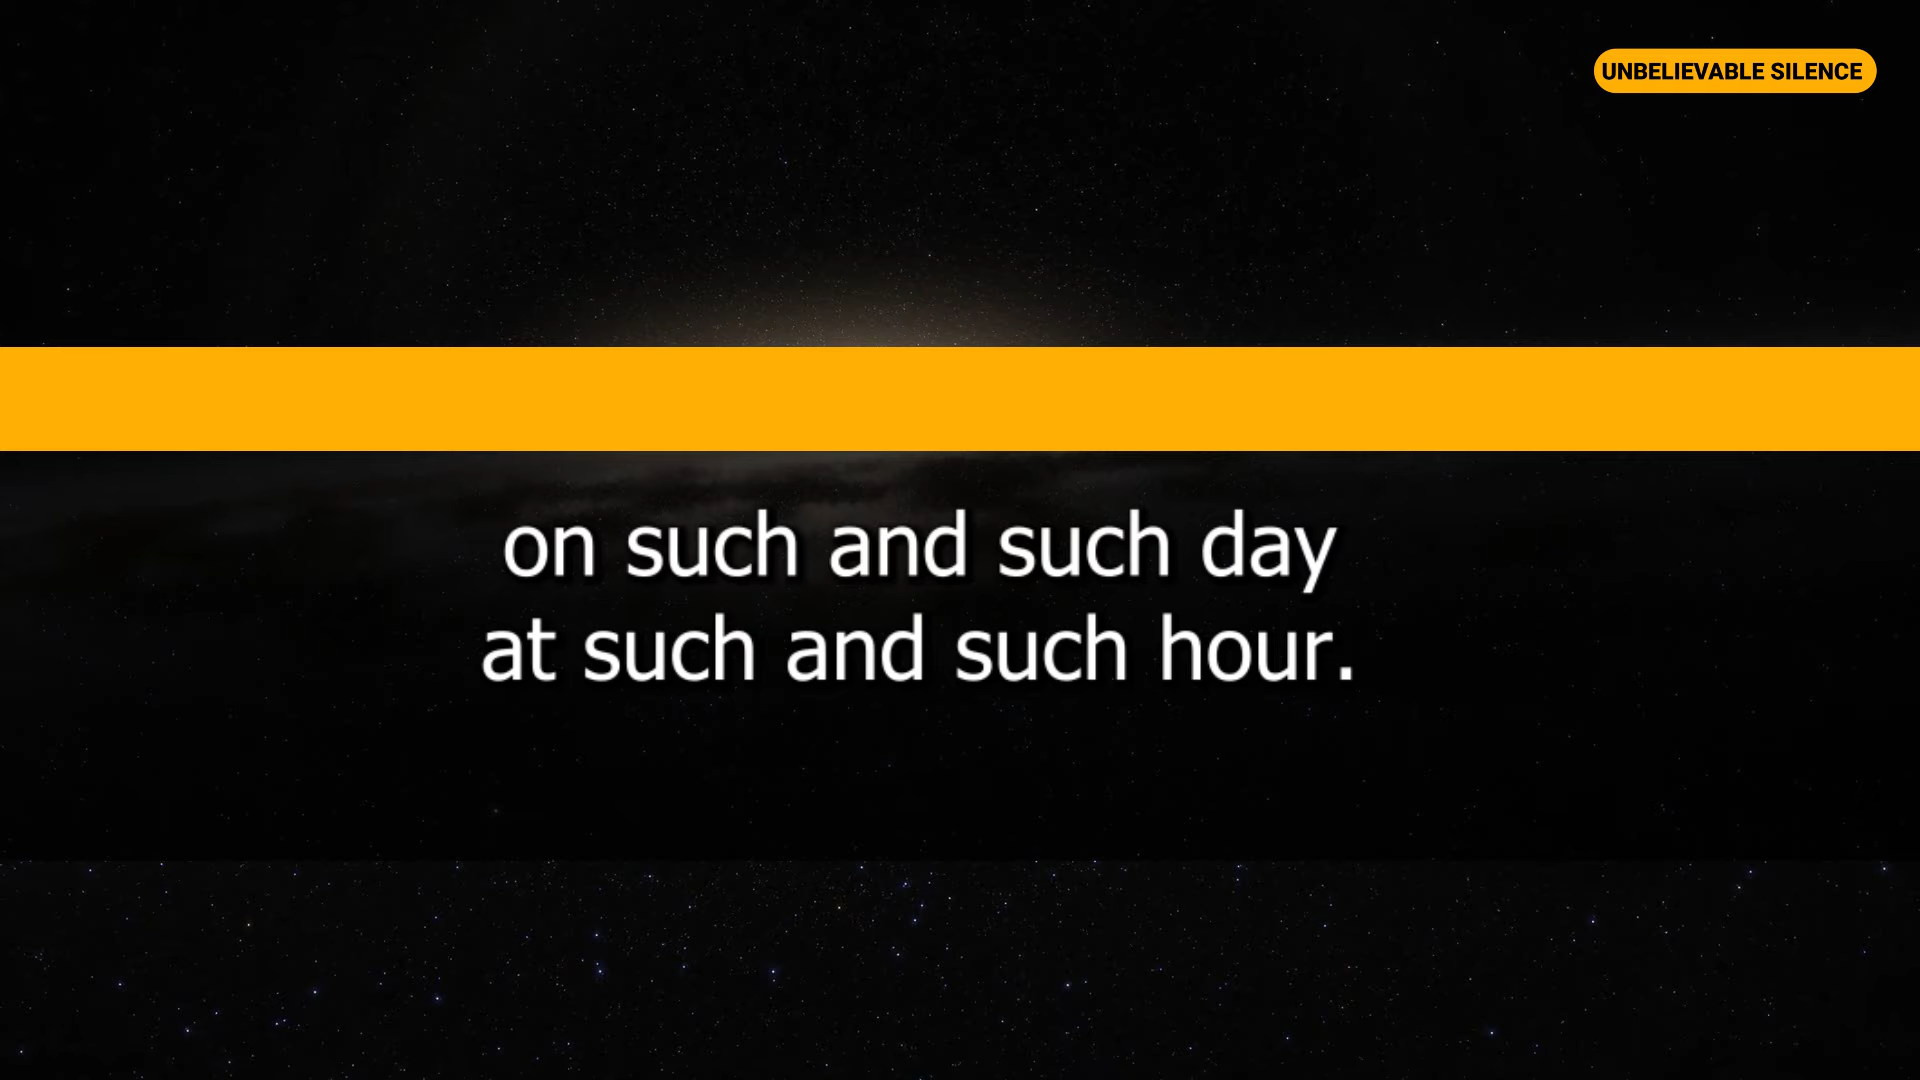 UNBELIEVABLE SILENCE
on such and such day
at such and such hour.